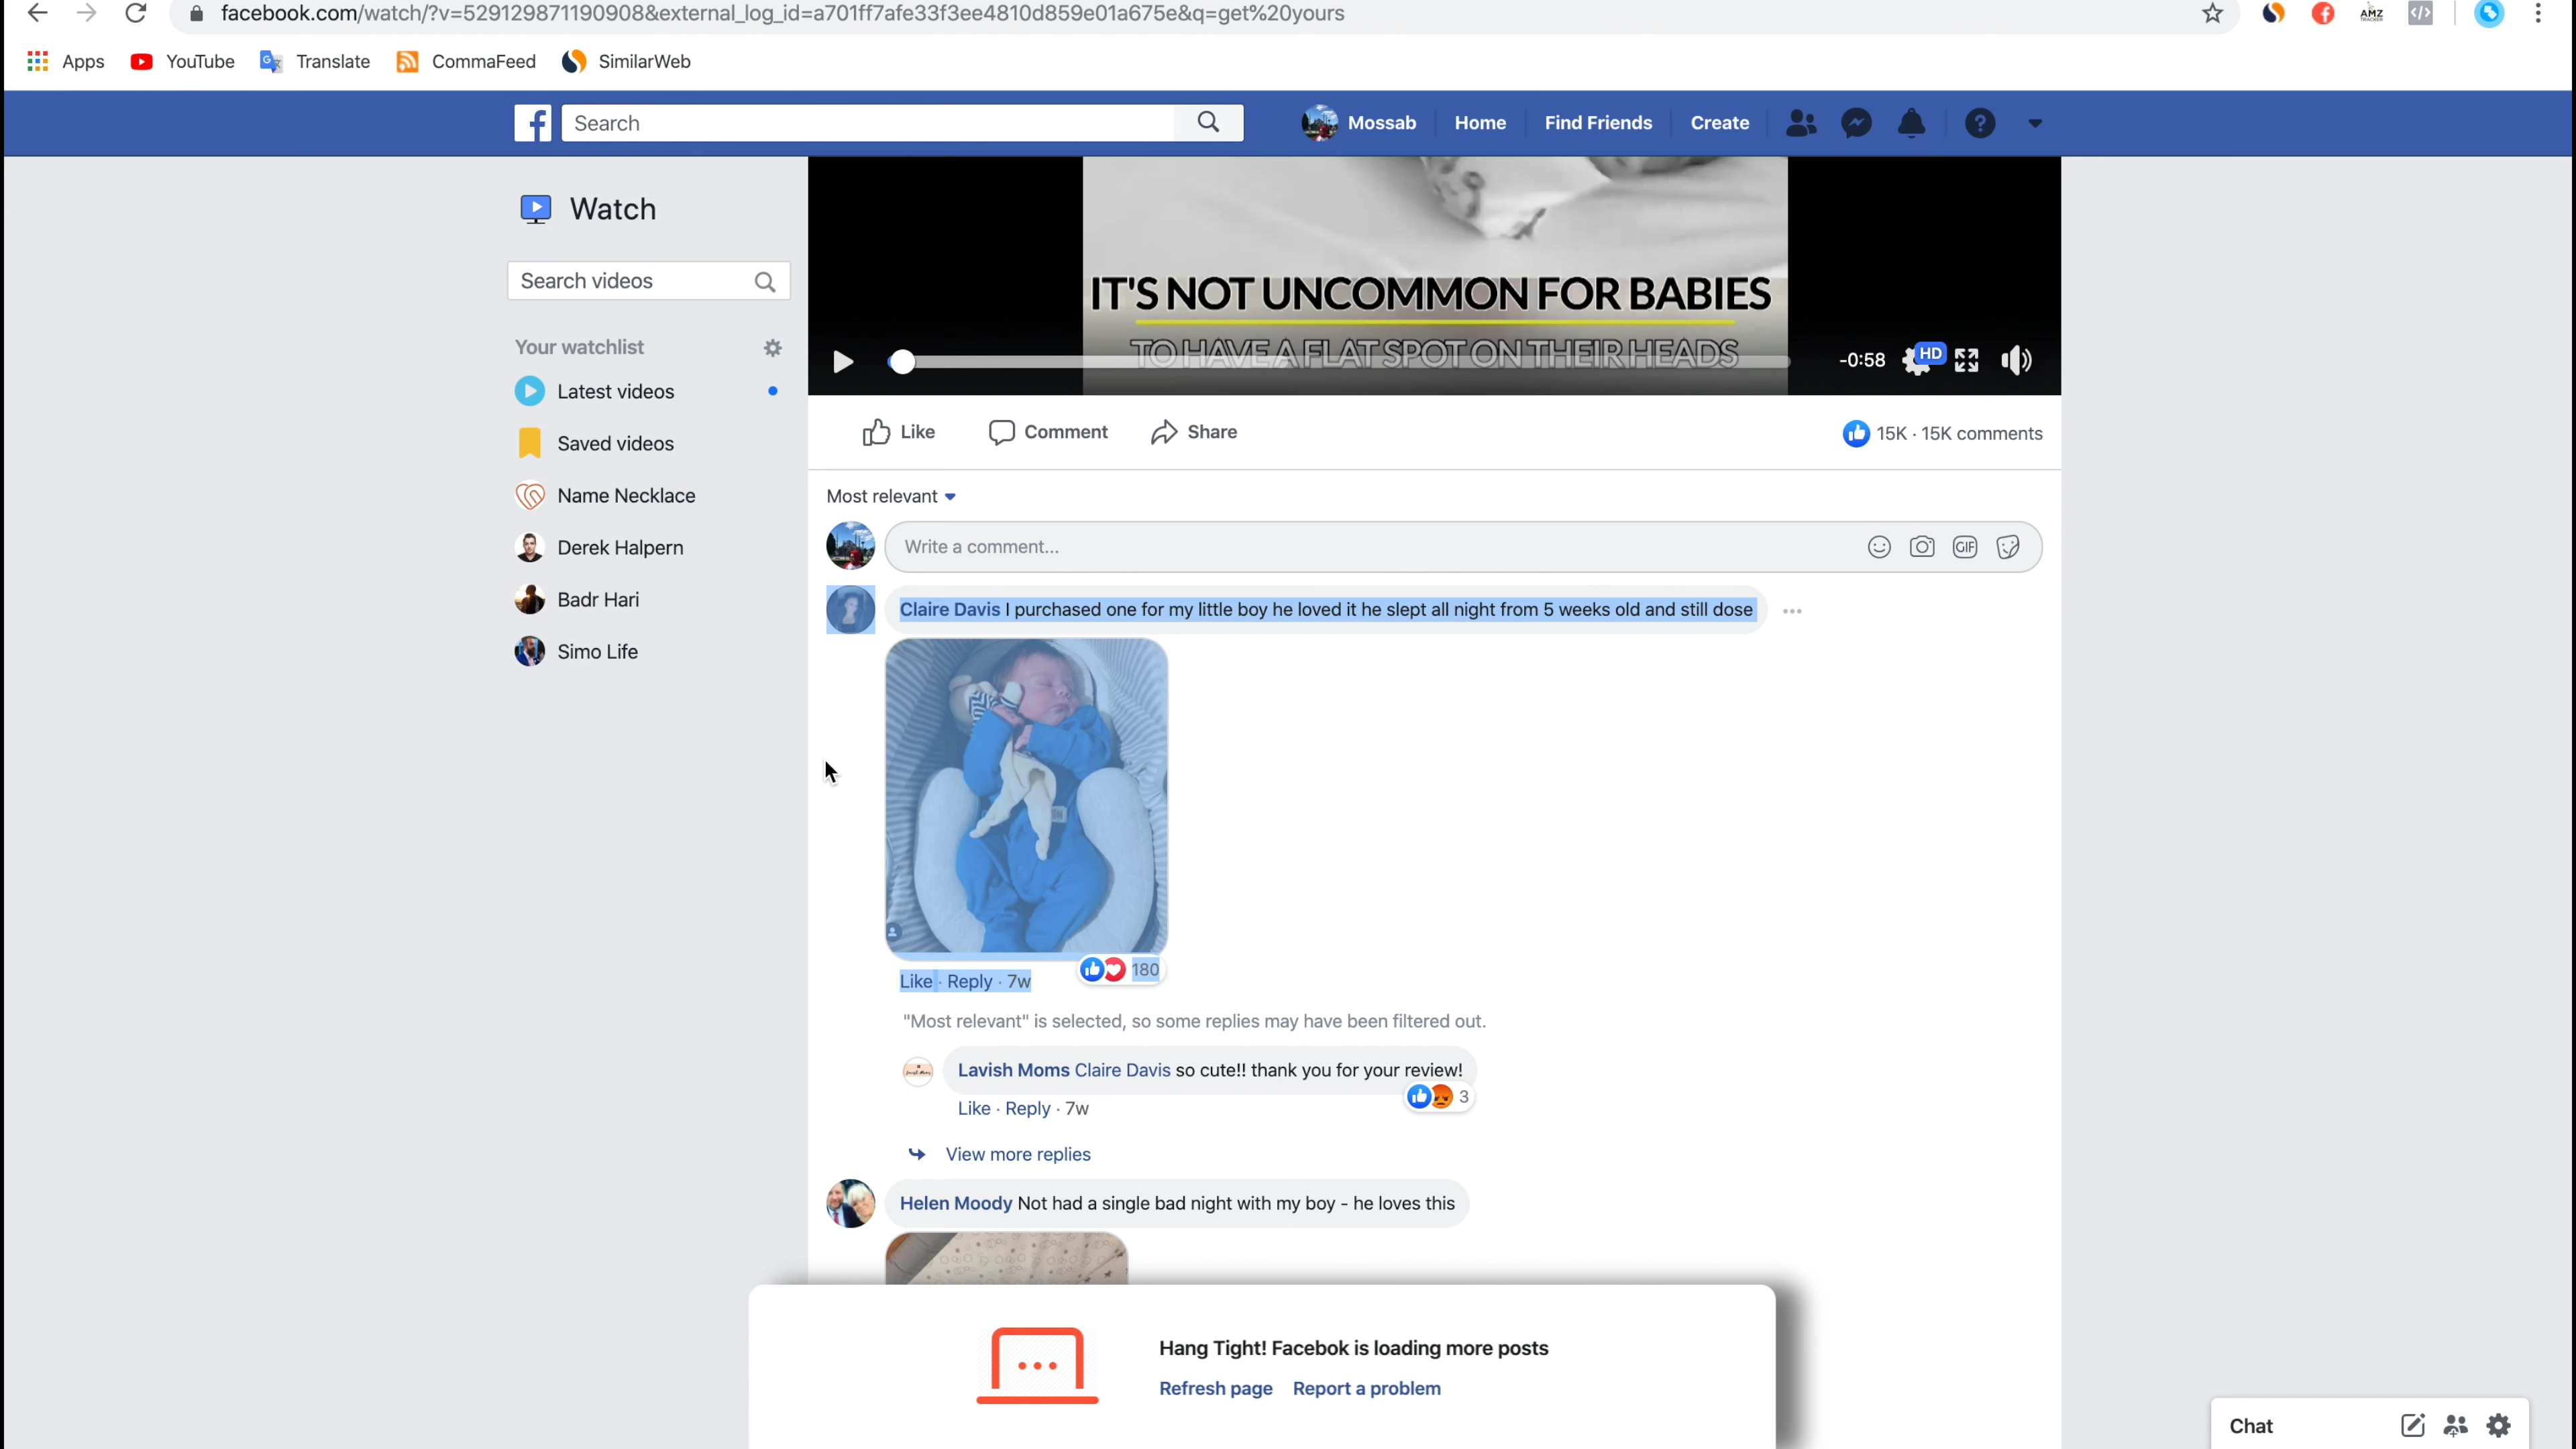 facebook.com/watch/?v=529129871190908&external_log_id=a701ff7afe33f3ee4810d859e01a675e&q=get%20yours
AMZ
TRACKER
Apps
YouTube
Translate
CommaFeed
SimilarWeb
Search
Mossab
Home
Find Friends
Create
Watch
Search videos
Your watchlist
Latest videos
Saved videos
Name Necklace
Derek Halpern
Badr Hari
Simo Life
IT'S NOT UNCOMMON FOR BABIES
TO HAVE A FLAT SPOT ON THEIR HEADS
-0:58
HD
Like
Comment
Share
15K · 15K comments
Most relevant
Write a comment...
GIF
Claire Davis I purchased one for my little boy he loved it he slept all night from 5 weeks old and still dose
Like · Reply · 7w
180
"Most relevant" is selected, so some replies may have been filtered out.
Lavish Moms Claire Davis so cute!! thank you for your review!
3
Like · Reply · 7w
View more replies
Helen Moody Not had a single bad night with my boy - he loves this
Hang Tight! Facebok is loading more posts
Refresh page
Report a problem
Chat